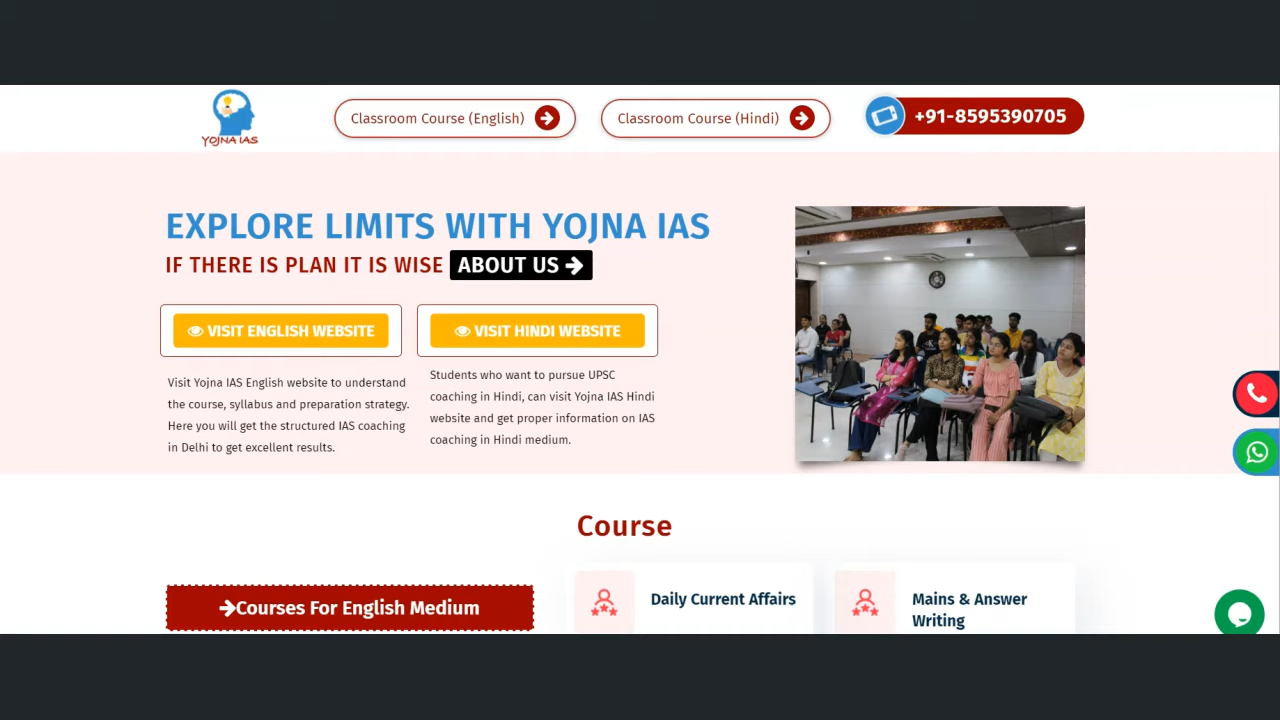 YOJNA IAS
Classroom Course (English)
Classroom Course (Hindi)
+91-8595390705
EXPLORE LIMITS WITH YOJNA IAS
IF THERE IS PLAN IT IS WISE ABOUT US
VISIT ENGLISH WEBSITE
Visit Yojna IAS English website to understand
the course, syllabus and preparation strategy.
Here you will get the structured IAS coaching
in Delhi to get excellent results.
VISIT HINDI WEBSITE
Students who want to pursue UPSC
coaching in Hindi, can visit Yojna IAS Hindi
website and get proper information on IAS
coaching in Hindi medium.
Course
Courses For English Medium
Daily Current Affairs
Mains & Answer
Writing